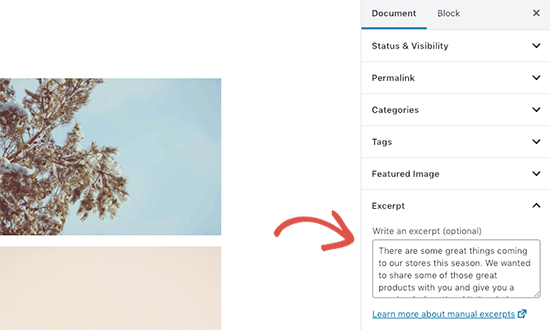 Document Block
Status & Visibility
Permalink
Categories
Tags
Featured Image
Excerpt
Write an excerpt (optional)
There are some great things coming
to our stores this season. We wanted
to share some of those great
products with you and give you a
Learn more about manual excerpts